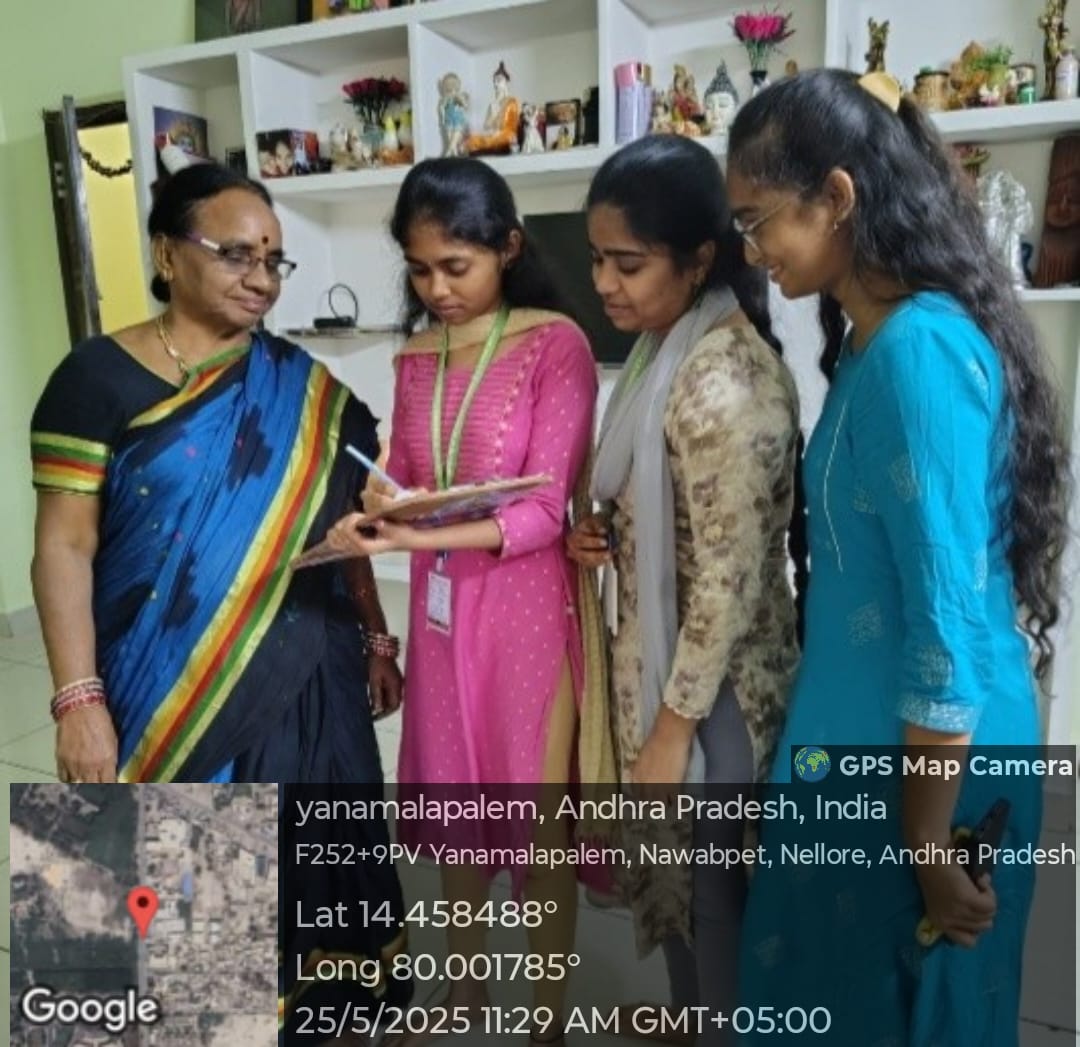 GPS Map Camera
yanamalapalem, Andhra Pradesh, India
F252+9PV Yanamalapalem, Nawabpet, Nellore, Andhra Pradesh
Lat 14.458488°
Long 80.001785°
25/5/2025 11:29 AM GMT+05:00
Google